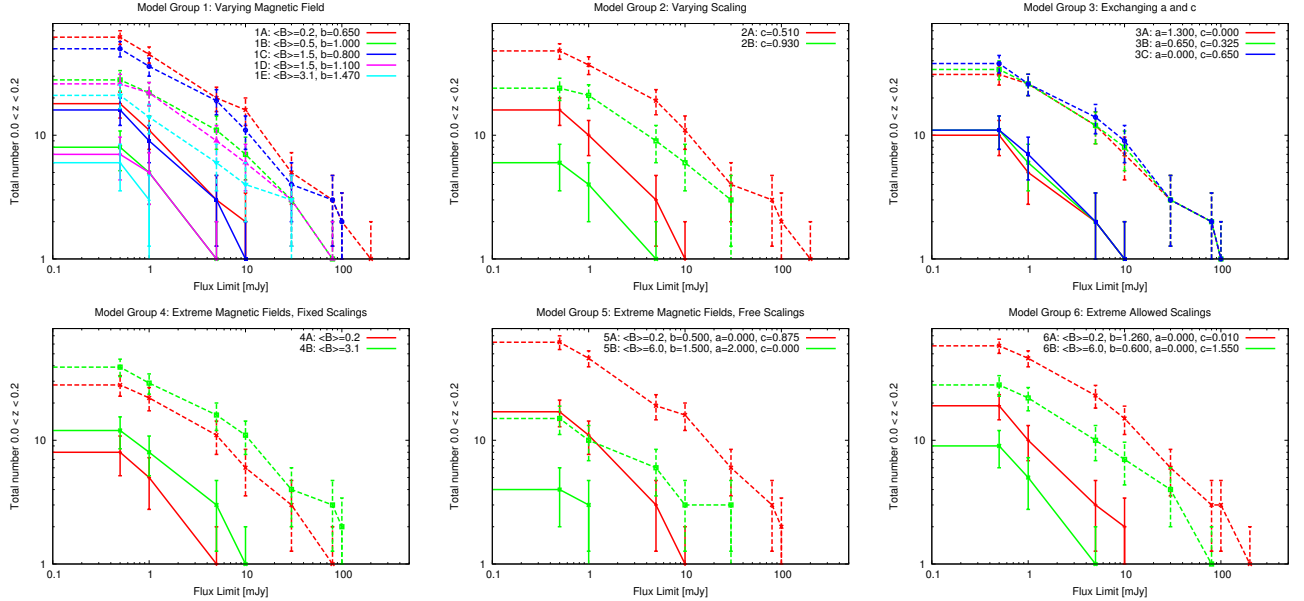 Model Group 1: Varying Magnetic Field
Total number 0.0 < z < 0.2
10
1
1A: <B>=0.2, b=0.650
1B: <B>=0.5, b=1.000
1C: <B>=1.5, b=0.800
1D: <B>=1.5, b=1.100
1E: <B>=3.1, b=1.470
0.1 1 10 100
Flux Limit [mJy]
Model Group 2: Varying Scaling
Total number 0.0 < z < 0.2
10
1
2A: c=0.510
2B: c=0.930
0.1 1 10 100
Flux Limit [mJy]
Model Group 3: Exchanging a and c
Total number 0.0 < z < 0.2
10
1
3A: a=1.300, c=0.000
3B: a=0.650, c=0.325
3C: a=0.000, c=0.650
0.1 1 10 100
Flux Limit [mJy]
Model Group 4: Extreme Magnetic Fields, Fixed Scalings
Total number 0.0 < z < 0.2
10
1
4A: <B>=0.2
4B: <B>=3.1
0.1 1 10 100
Flux Limit [mJy]
Model Group 5: Extreme Magnetic Fields, Free Scalings
Total number 0.0 < z < 0.2
10
1
5A: <B>=0.2, b=0.500, a=0.000, c=0.875
5B: <B>=6.0, b=1.500, a=2.000, c=0.000
0.1 1 10 100
Flux Limit [mJy]
Model Group 6: Extreme Allowed Scalings
Total number 0.0 < z < 0.2
10
1
6A: <B>=0.2, b=1.260, a=0.000, c=0.010
6B: <B>=6.0, b=0.600, a=0.000, c=1.550
0.1 1 10 100
Flux Limit [mJy]